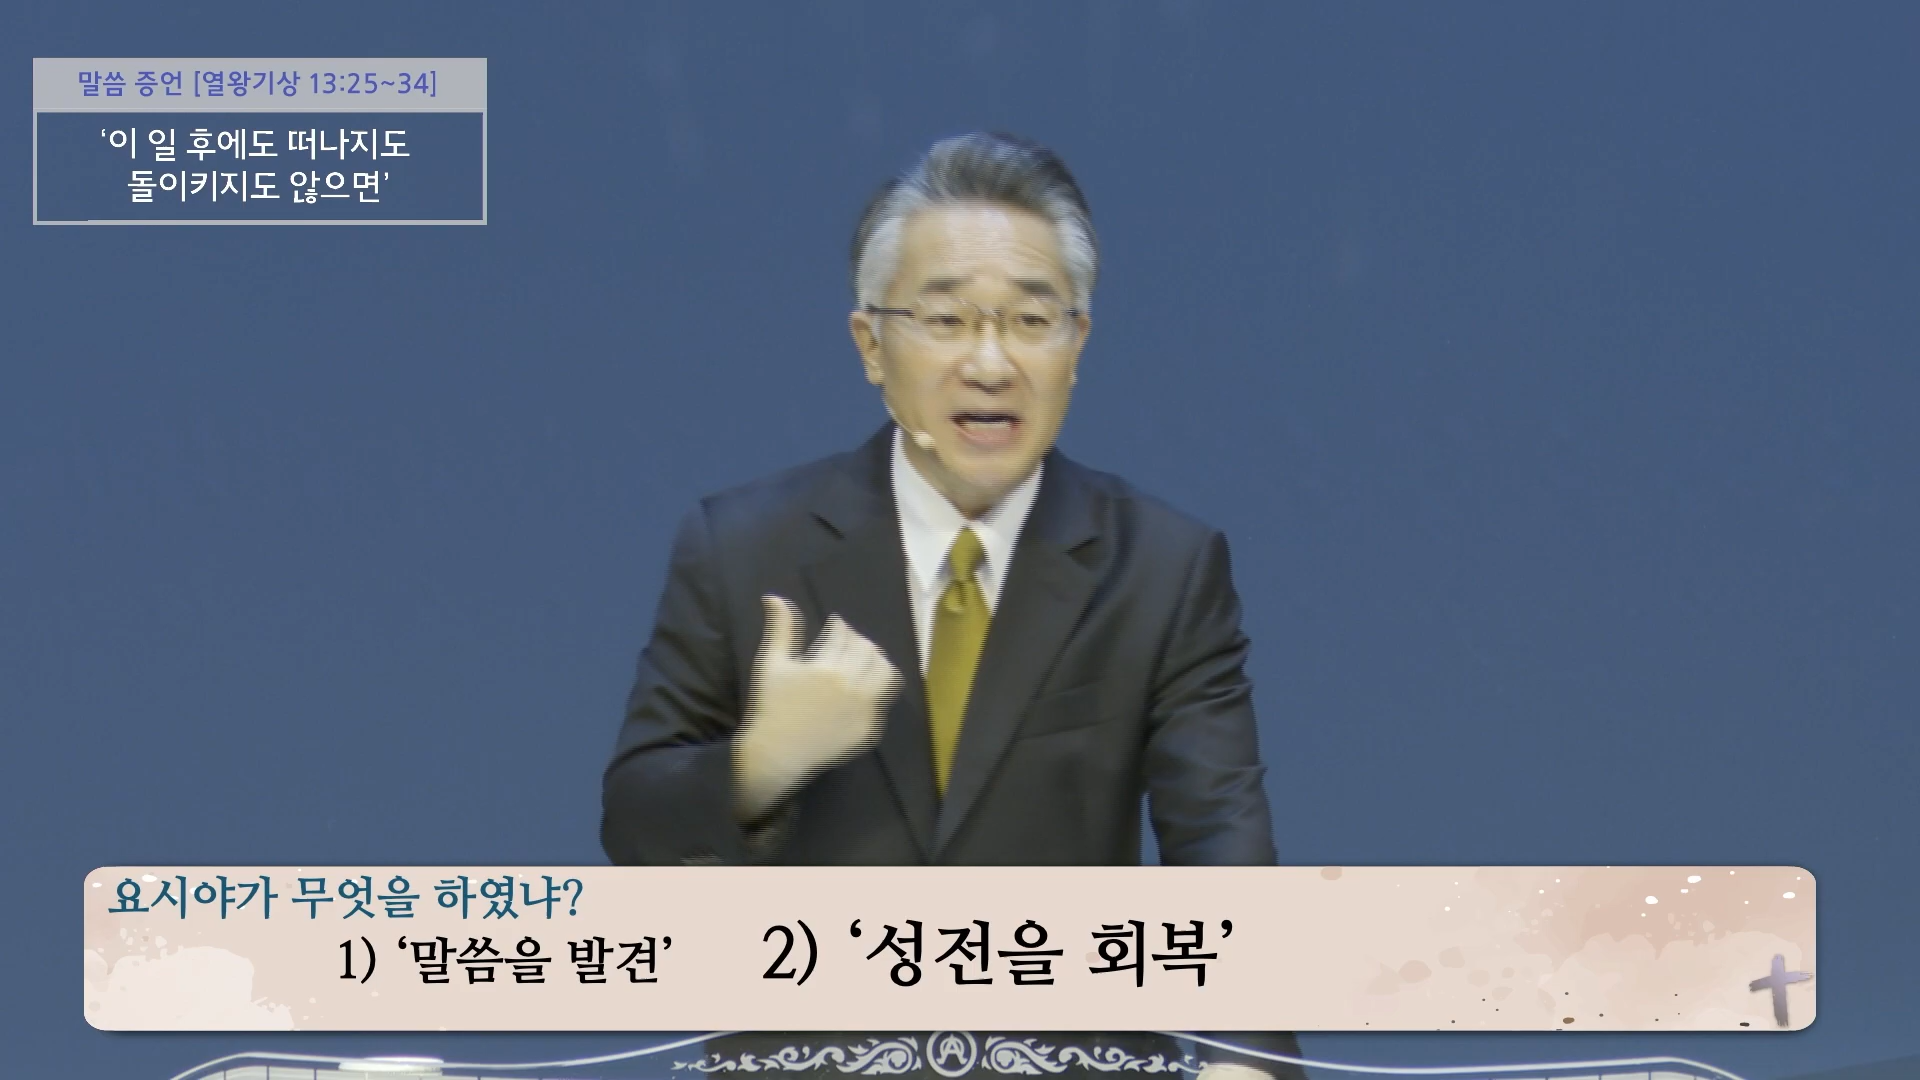 말씀 증언 [열왕기상 13:25~34]
‘이 일 후에도 떠나지도
돌이키지도 않으면’
요시야가 무엇을 하였냐?
1) ‘말씀을 발견’ 2) ‘성전을 회복’